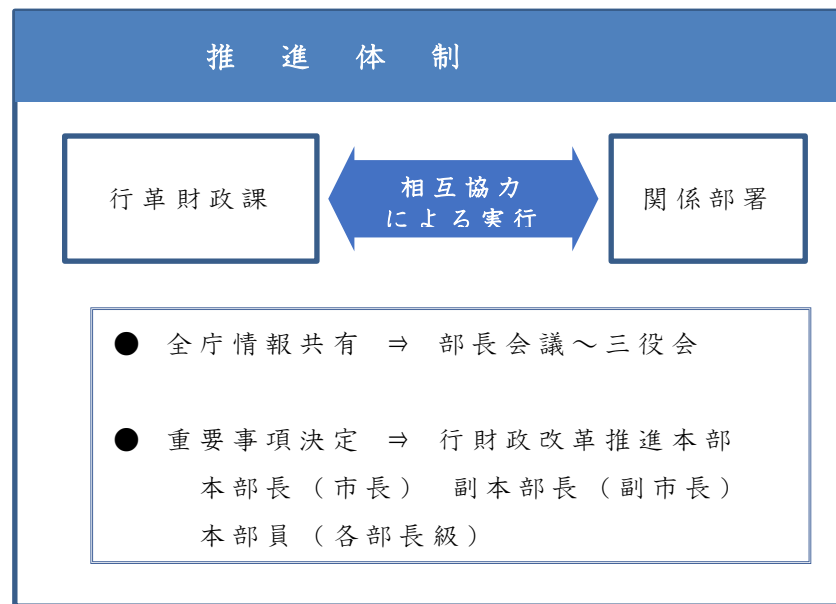 推進体制
行革財政課
相互協力
による実行
関係部署
● 全庁情報共有 ⇒ 部長会議～三役会
● 重要事項決定 ⇒ 行財政改革推進本部
本部長（市長） 副本部長（副市長）
本部員（各部長級）